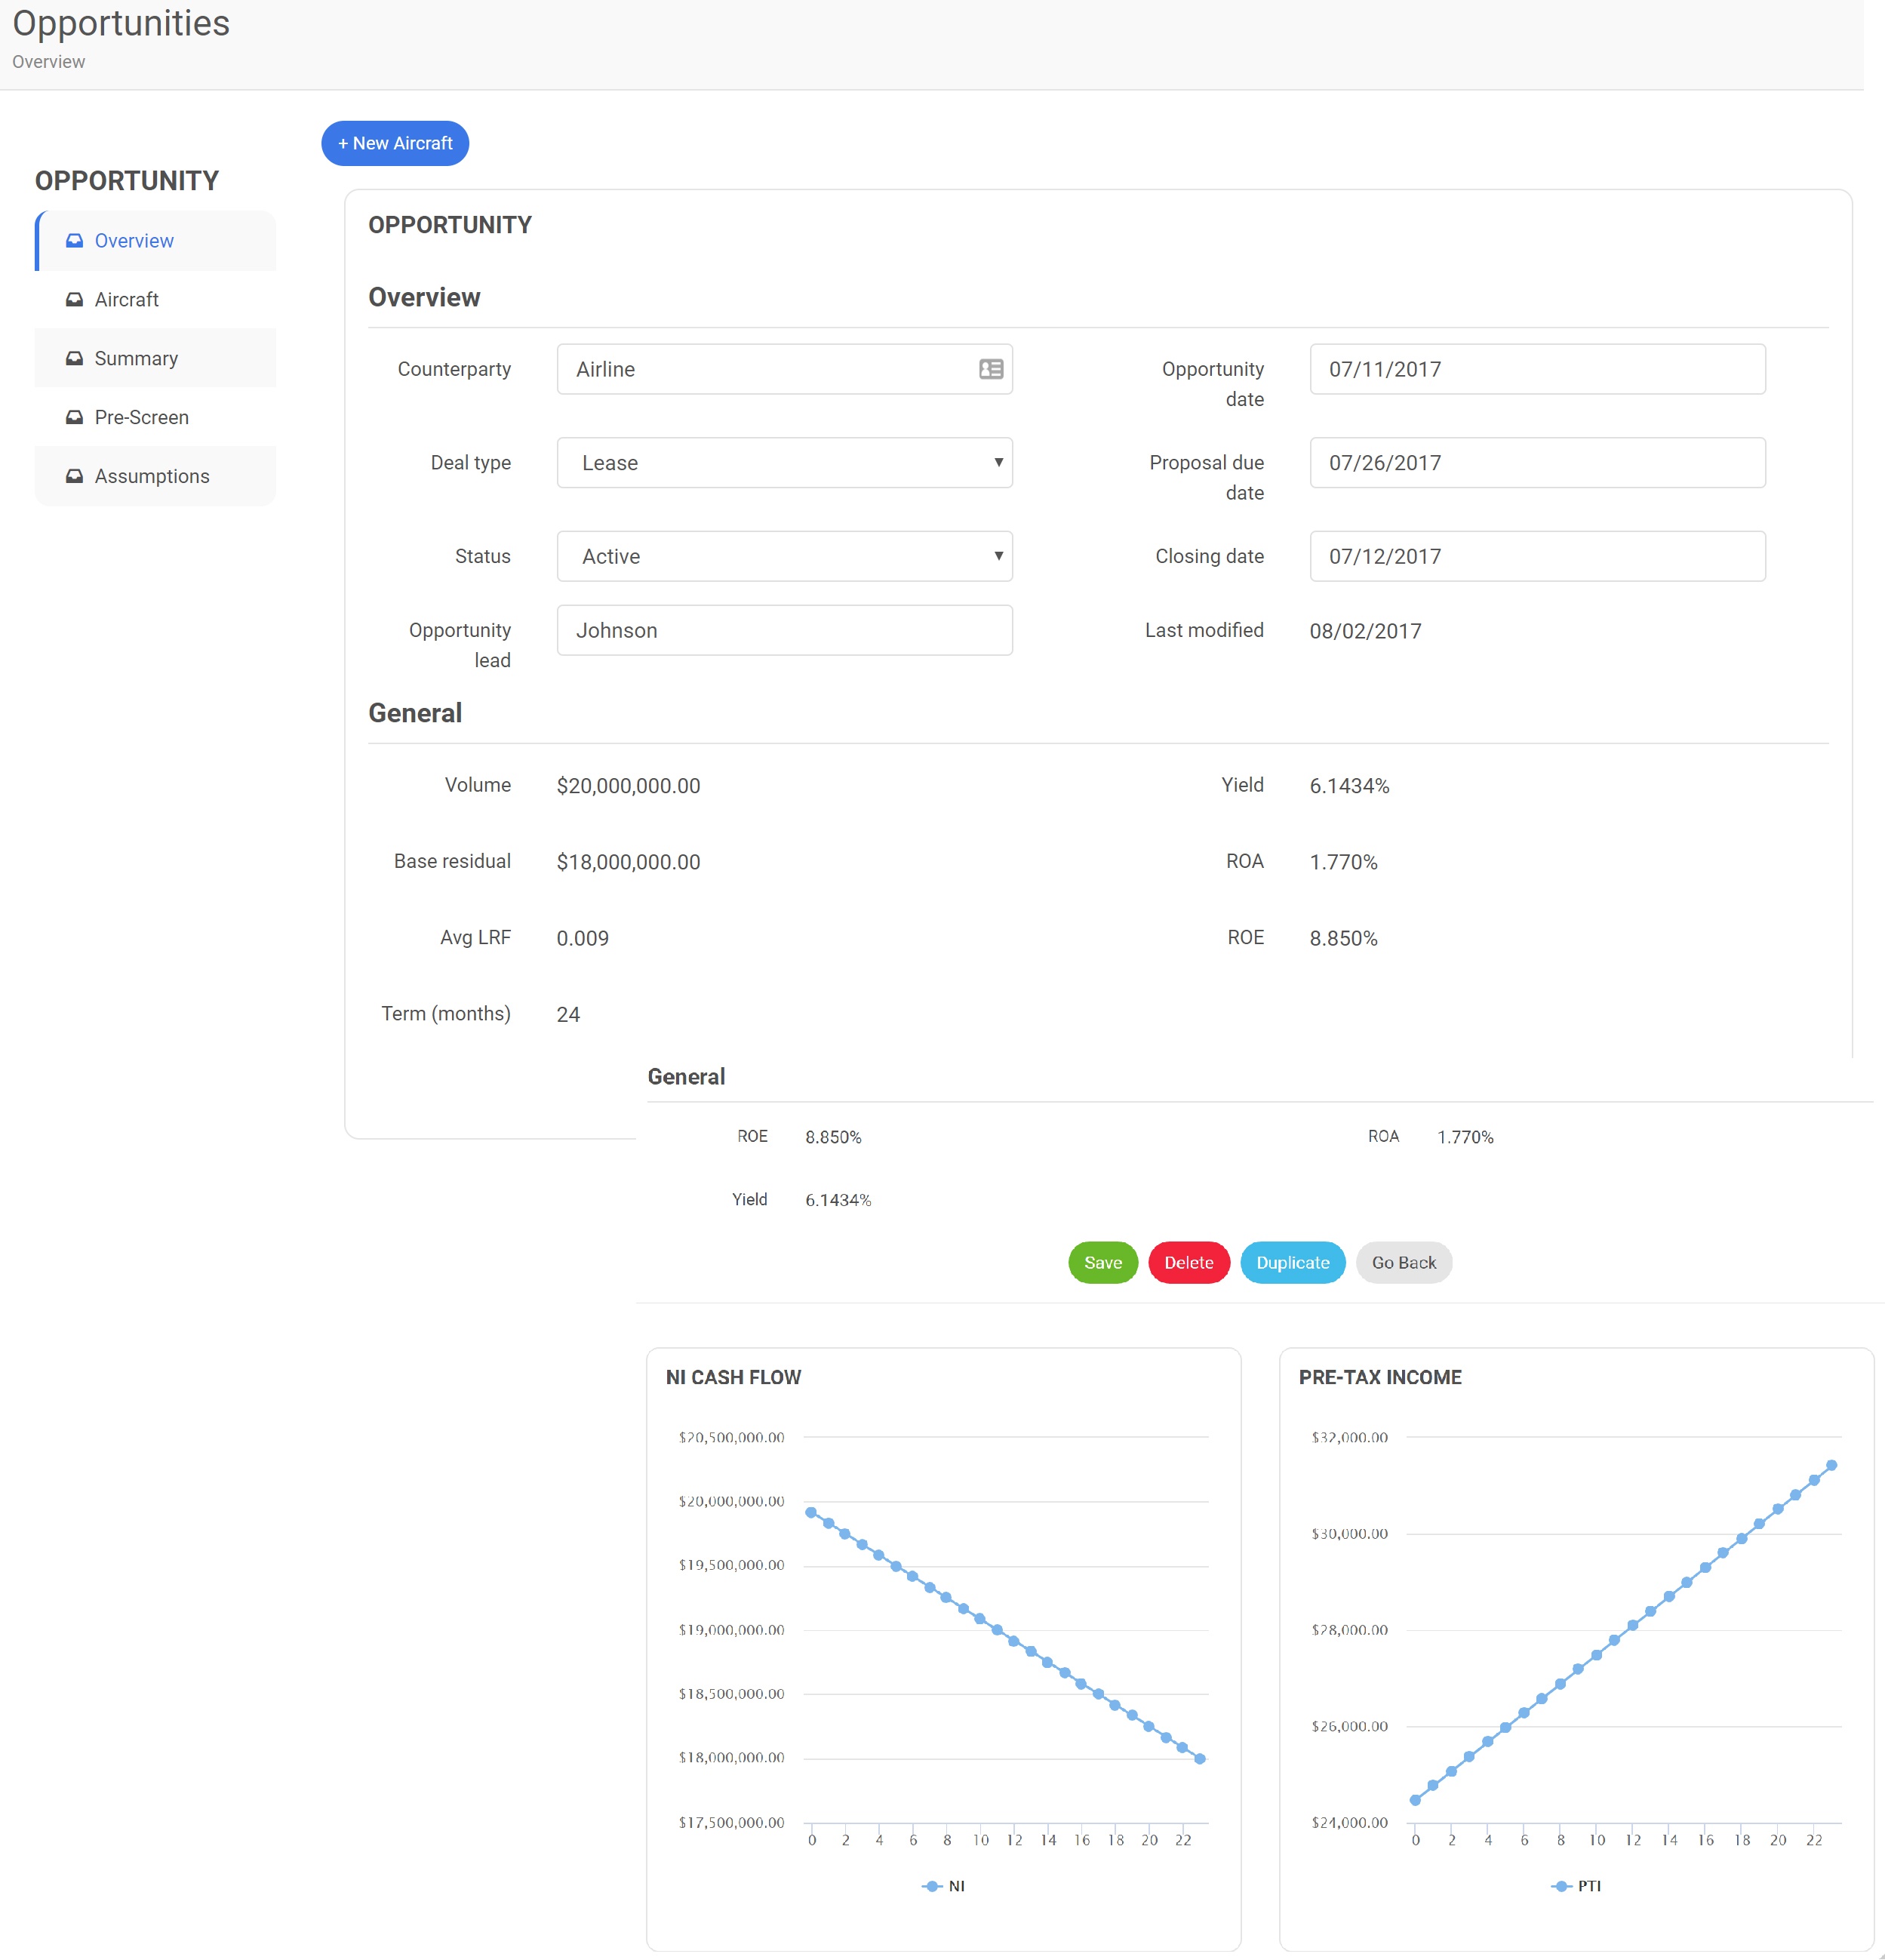 Opportunities
Overview
+ New Aircraft
OPPORTUNITY
Overview
Aircraft
Summary
Pre-Screen
Assumptions
OPPORTUNITY
Overview
Counterparty Airline Opportunity date 07/11/2017
Deal type Lease Proposal due date 07/26/2017
Status Active Closing date 07/12/2017
Opportunity lead Johnson Last modified 08/02/2017
General
Volume $20,000,000.00 Yield 6.1434%
Base residual $18,000,000.00 ROA 1.770%
Avg LRF 0.009 ROE 8.850%
Term (months) 24
General
ROE 8.850% ROA 1.770%
Yield 6.1434%
Save Delete Duplicate Go Back
NI CASH FLOW
$20,500,000.00
$20,000,000.00
$19,500,000.00
$19,000,000.00
$18,500,000.00
$18,000,000.00
$17,500,000.00
0 2 4 6 8 10 12 14 16 18 20 22
NI
PRE-TAX INCOME
$32,000.00
$30,000.00
$28,000.00
$26,000.00
$24,000.00
0 2 4 6 8 10 12 14 16 18 20 22
PTI